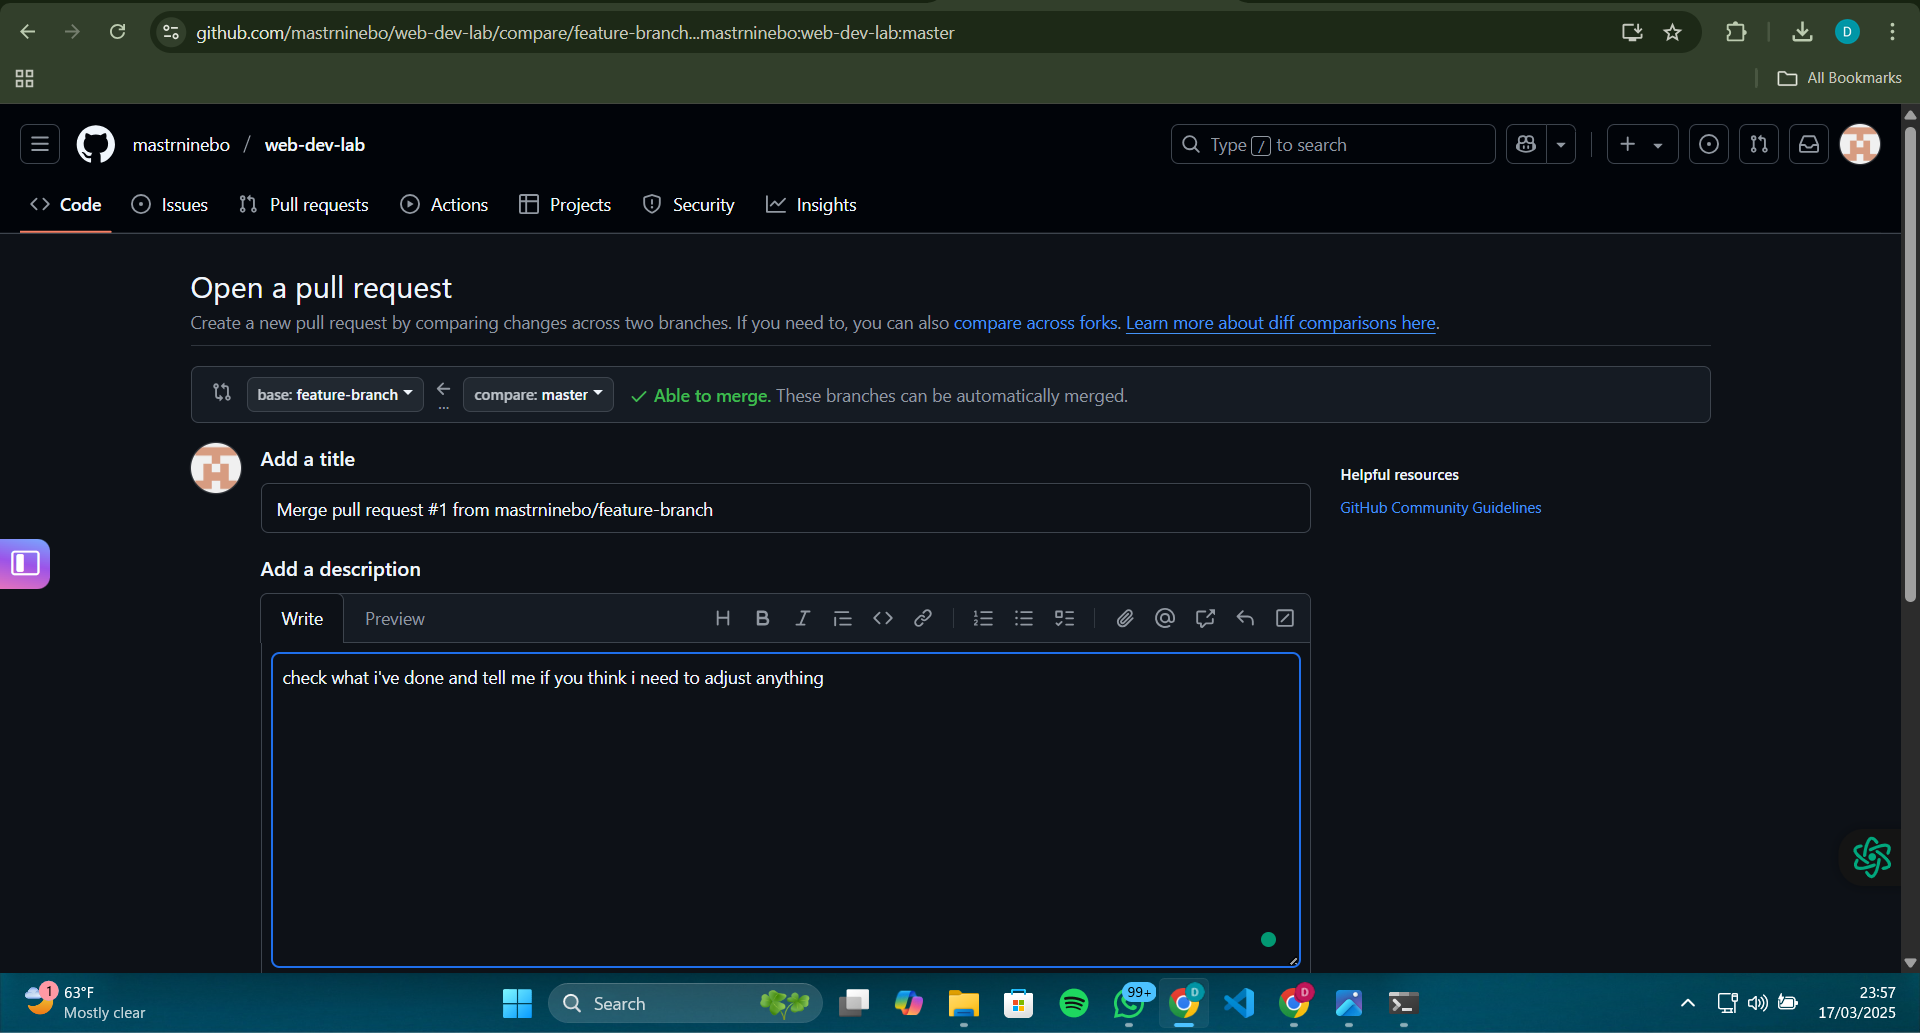 github.com/mastrninebo/web-dev-lab/compare/feature-branch...mastrninebo:web-dev-lab:master
D
All Bookmarks
mastrninebo / web-dev-lab
Type / to search
Code
Issues
Pull requests
Actions
Projects
Security
Insights
Open a pull request
Create a new pull request by comparing changes across two branches. If you need to, you can also compare across forks. Learn more about diff comparisons here.
base: feature-branch
compare: master
Able to merge. These branches can be automatically merged.
Add a title
Helpful resources
Merge pull request #1 from mastrninebo/feature-branch
GitHub Community Guidelines
Add a description
Write
Preview
check what i've done and tell me if you think i need to adjust anything
1
63°F
Mostly clear
Search
99+
D
D
23:57
17/03/2025